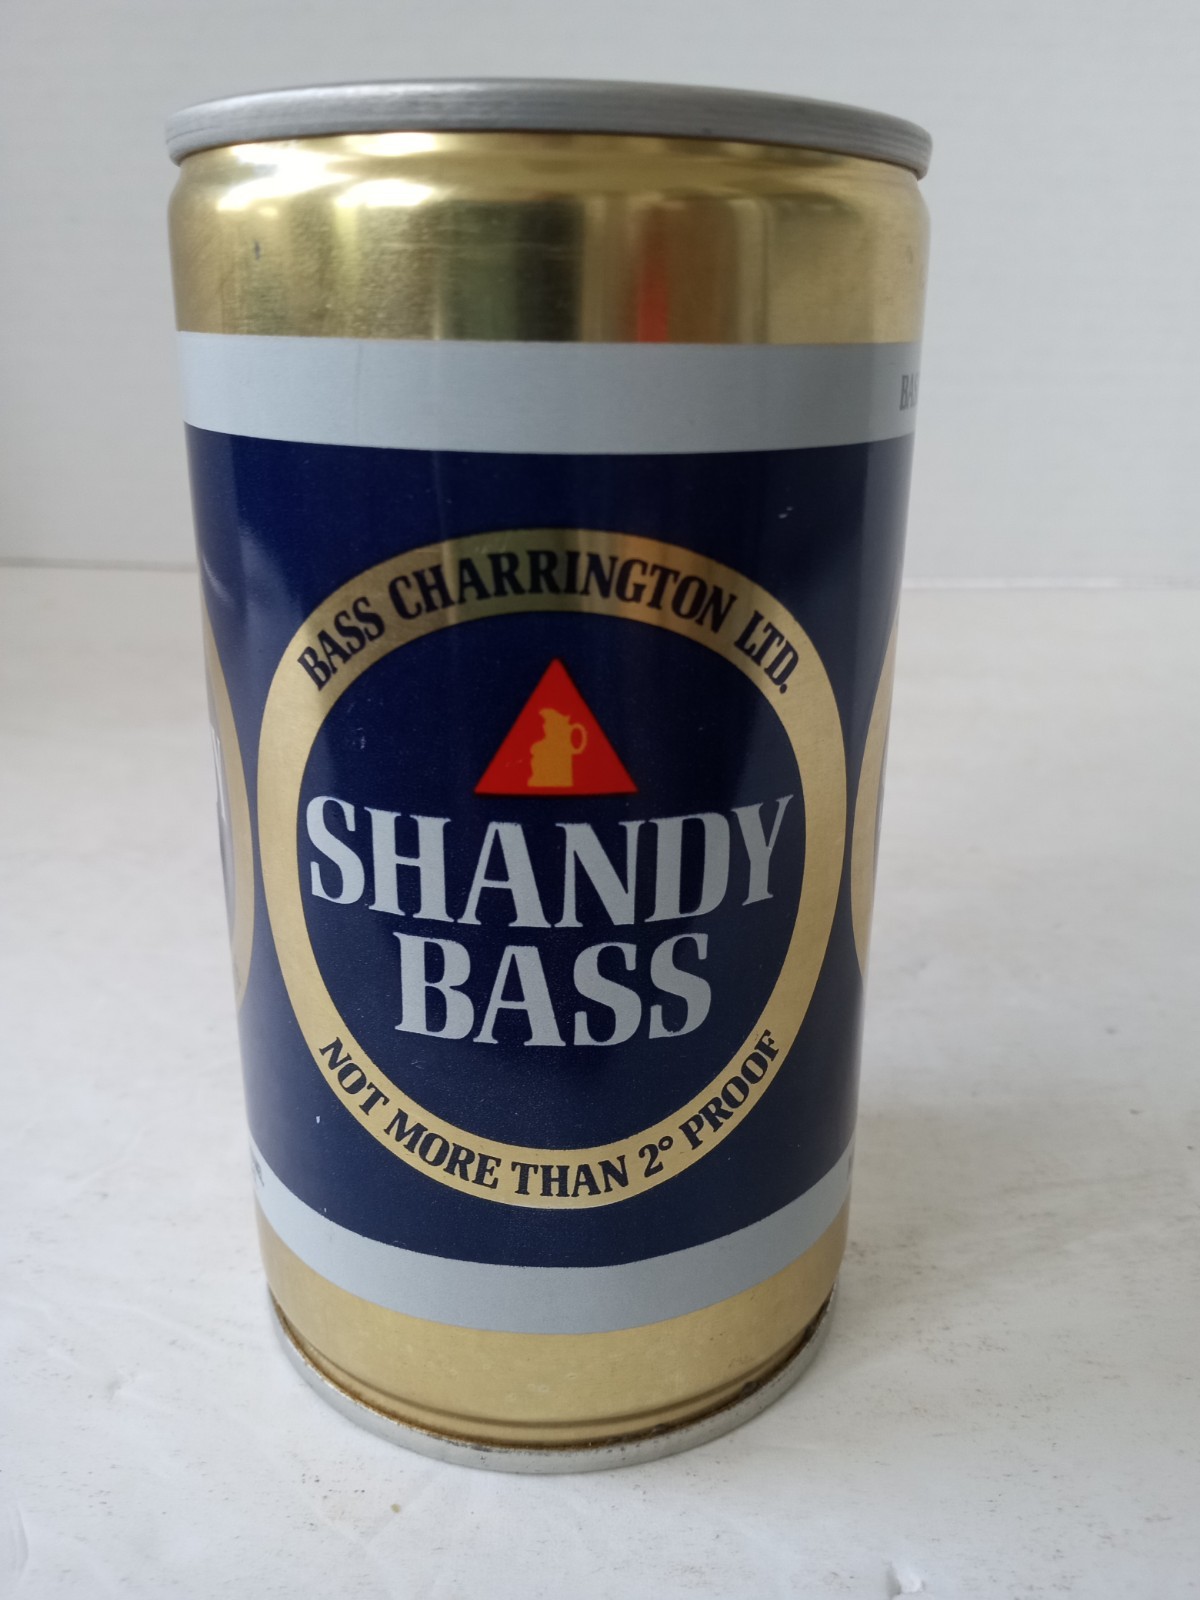 BASS CHARRINGTON LTD.
SHANDY
BASS
NOT MORE THAN 2° PROOF